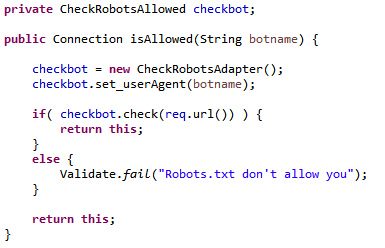 private CheckRobotsAllowed checkbot;
public Connection isAllowed(String botname) {
checkbot = new CheckRobotsAdapter();
checkbot.set_userAgent(botname);
if( checkbot.check(req.url()) ) {
return this;
}
else {
Validate.fail("Robots.txt don't allow you");
}
return this;
}